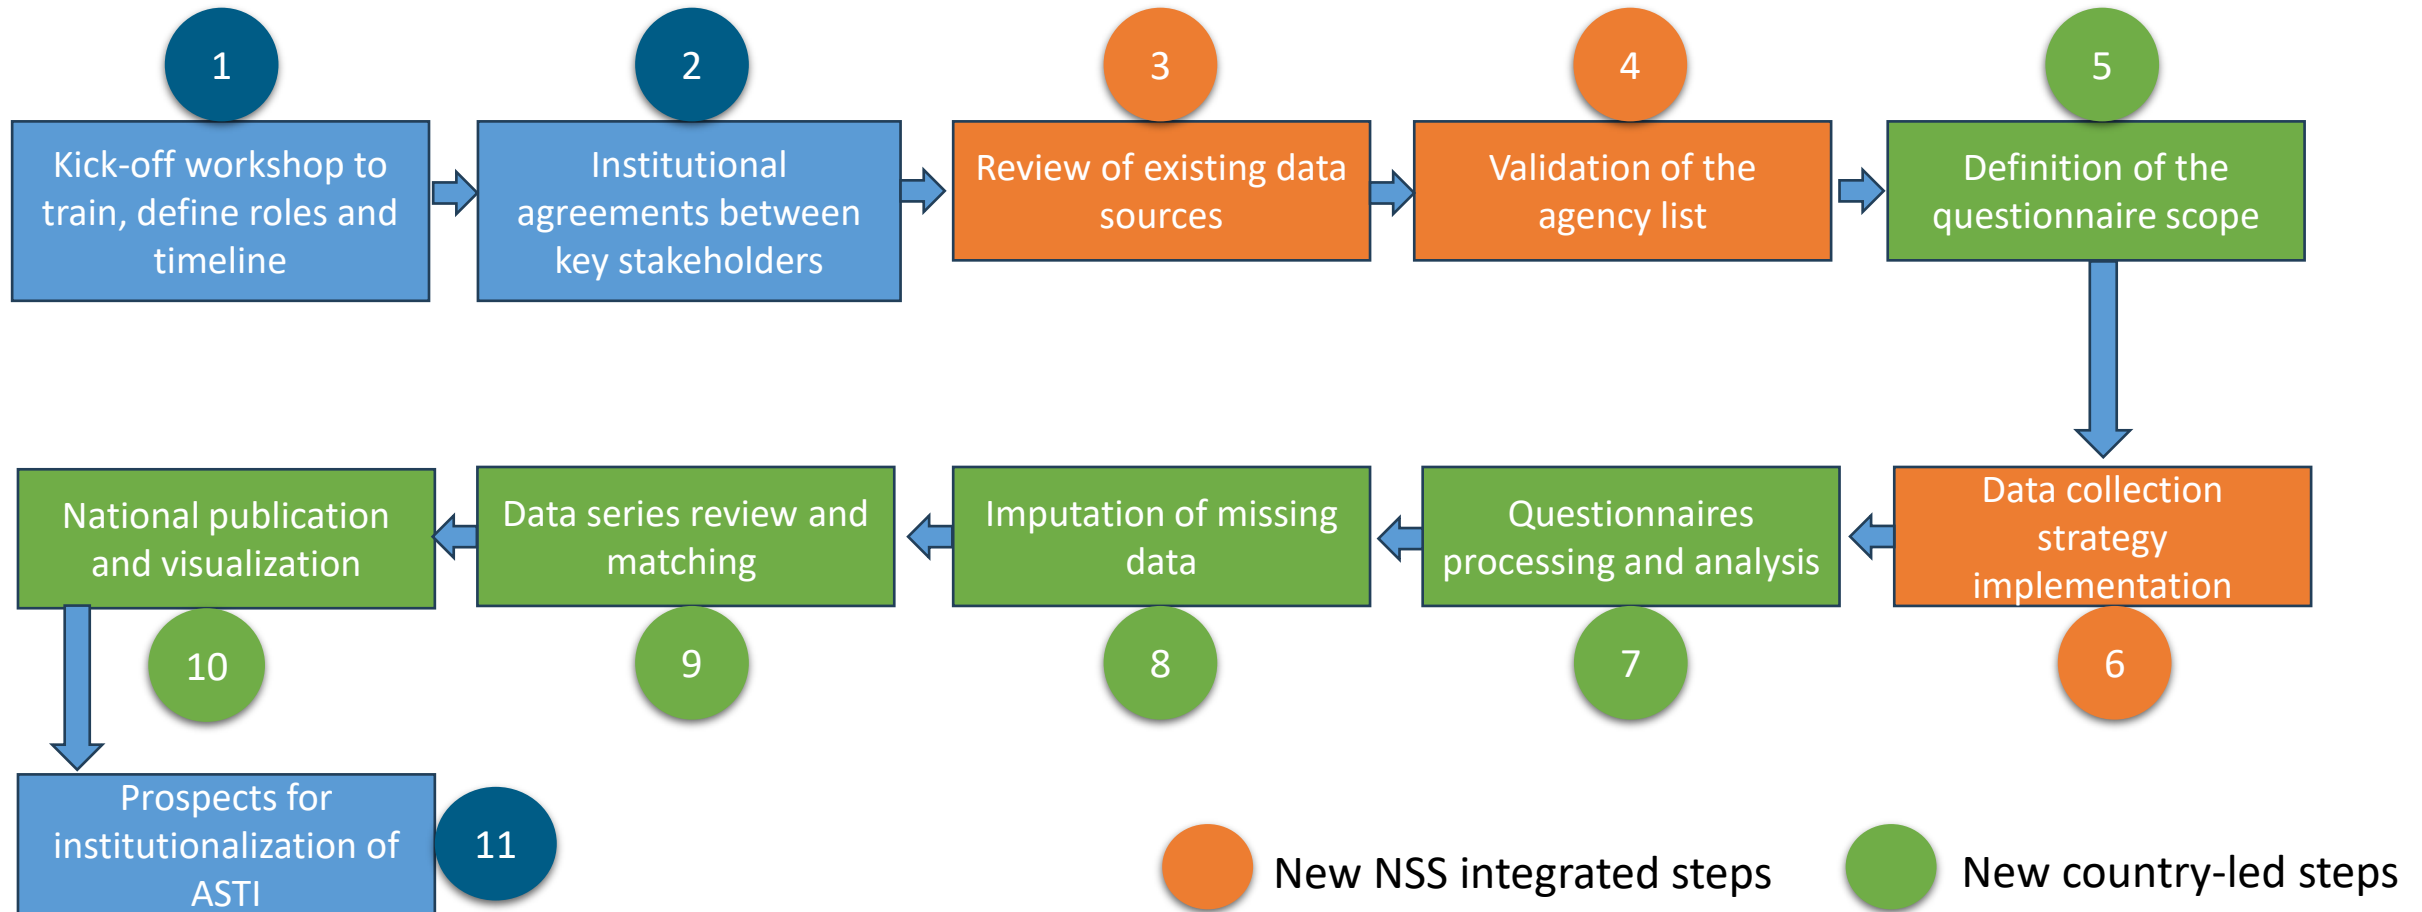 1
Kick-off workshop to
train, define roles and
timeline
2
Institutional
agreements between
key stakeholders
3
Review of existing data
sources
4
Validation of the
agency list
5
Definition of the
questionnaire scope
Data collection
strategy
implementation
6
Questionnaires
processing and analysis
7
Imputation of missing
data
8
Data series review and
matching
9
National publication
and visualization
10
Prospects for
institutionalization of
ASTI
11
New NSS integrated steps
New country-led steps